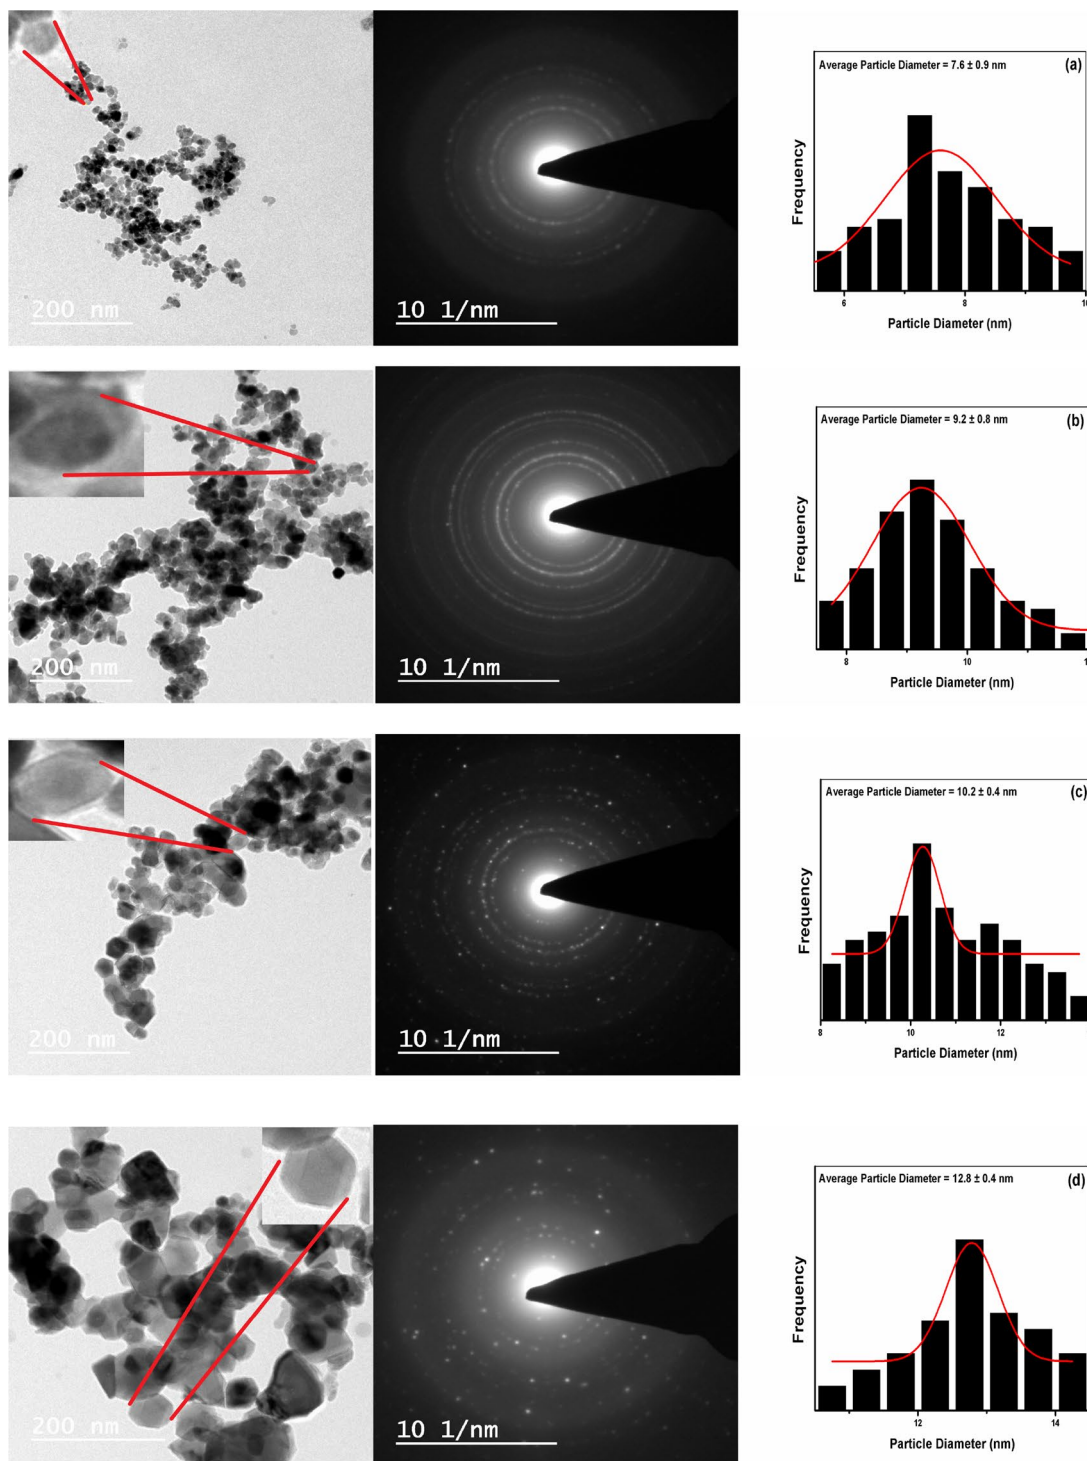 200 nm
10 1/nm
Average Particle Diameter = 7.6 ± 0.9 nm
(a)
Frequency
6
8
10
Particle Diameter (nm)
200 nm
10 1/nm
Average Particle Diameter = 9.2 ± 0.8 nm
(b)
Frequency
8
10
Particle Diameter (nm)
200 nm
10 1/nm
Average Particle Diameter = 10.2 ± 0.4 nm
(c)
Frequency
8
10
12
Particle Diameter (nm)
200 nm
10 1/nm
Average Particle Diameter = 12.8 ± 0.4 nm
(d)
Frequency
12
14
Particle Diameter (nm)